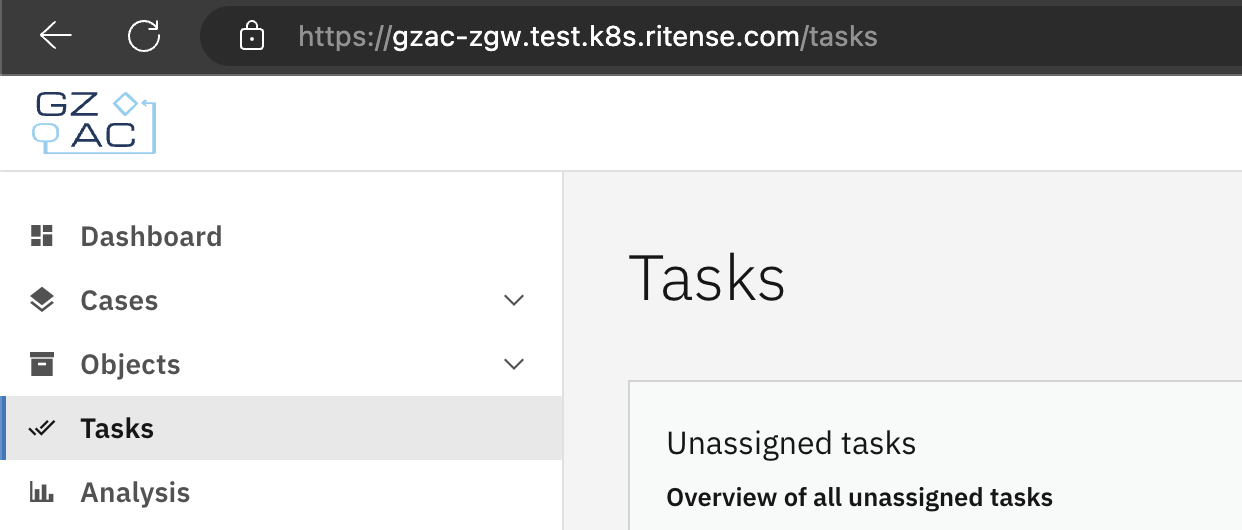 https://gzac-zgw.test.k8s.ritense.com/tasks
GZ
AC
Dashboard
Cases
Objects
Tasks
Analysis
Tasks
Unassigned tasks
Overview of all unassigned tasks